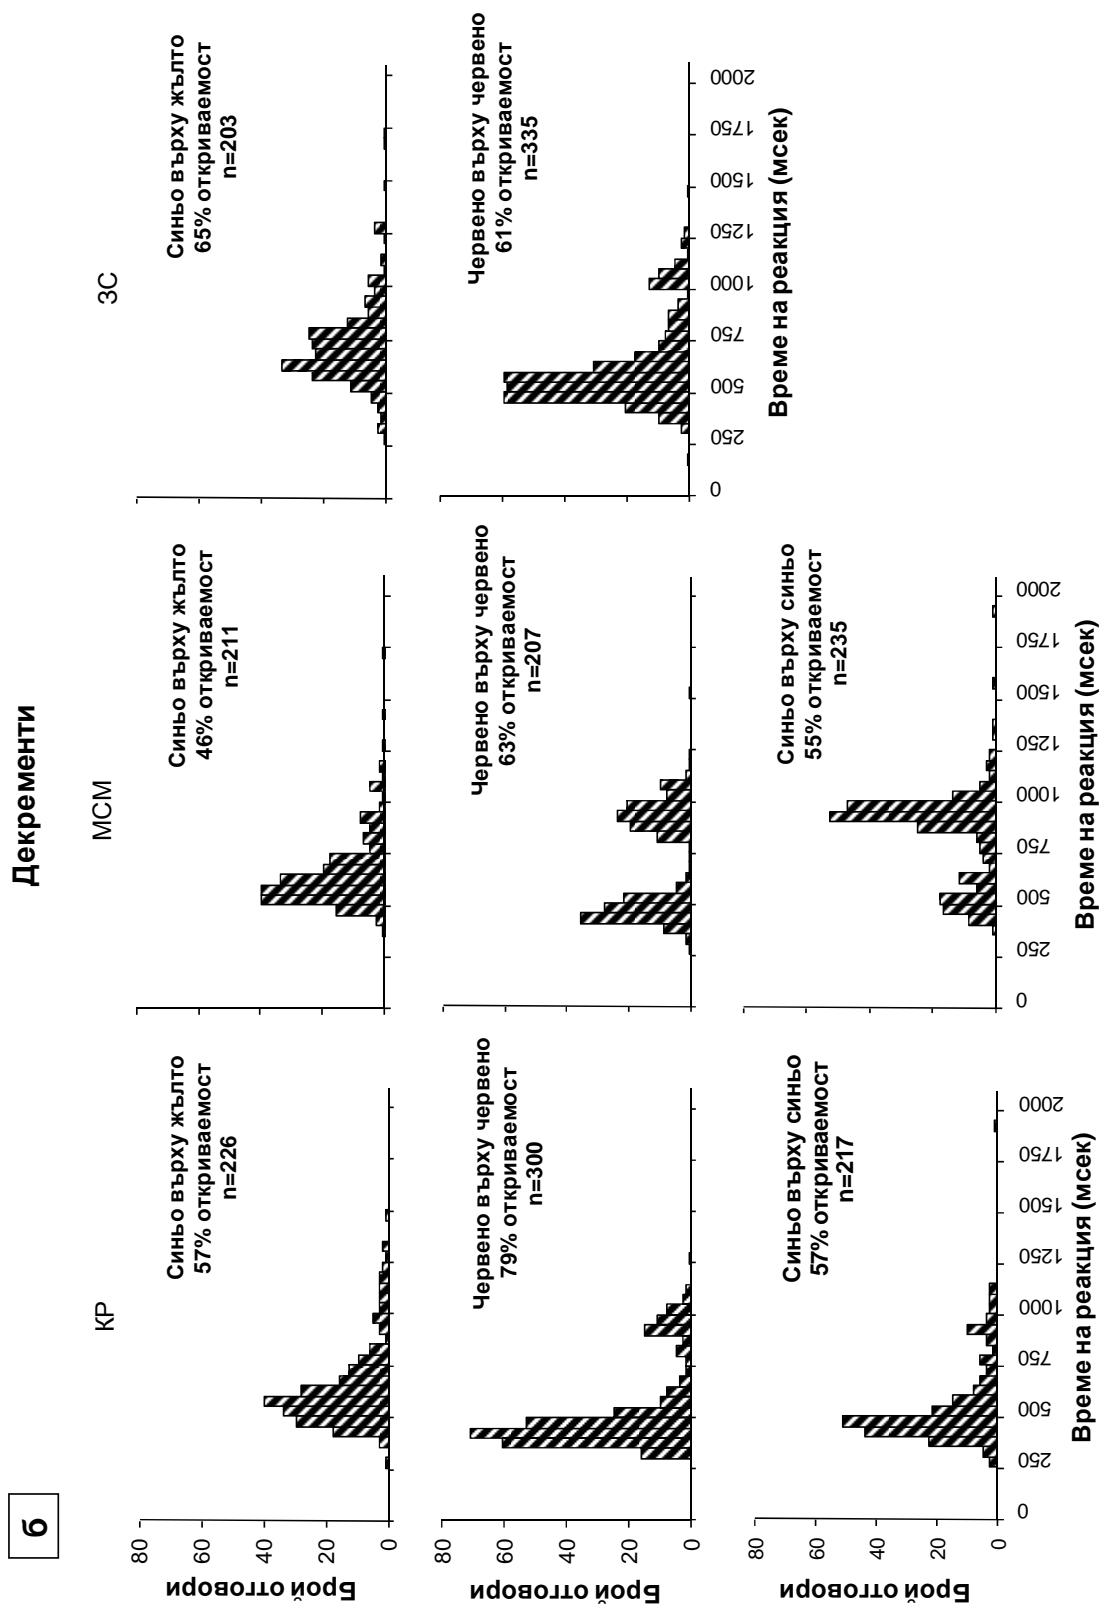 б
Декременти
КР
МСМ
ЗС
Синьо върху жълто
57% откриваемост
n=226
Синьо върху жълто
46% откриваемост
n=211
Синьо върху жълто
65% откриваемост
n=203
80
60
40
20
0
Брой отговори
Червено върху червено
79% откриваемост
n=300
Червено върху червено
63% откриваемост
n=207
Червено върху червено
61% откриваемост
n=335
80
60
40
20
0
Брой отговори
0
250
500
750
1000
1250
1500
1750
2000
Време на реакция (мсек)
Синьо върху синьо
57% откриваемост
n=217
Синьо върху синьо
55% откриваемост
n=235
80
60
40
20
0
Брой отговори
0
250
500
750
1000
1250
1500
1750
2000
Време на реакция (мсек)
0
250
500
750
1000
1250
1500
1750
2000
Време на реакция (мсек)